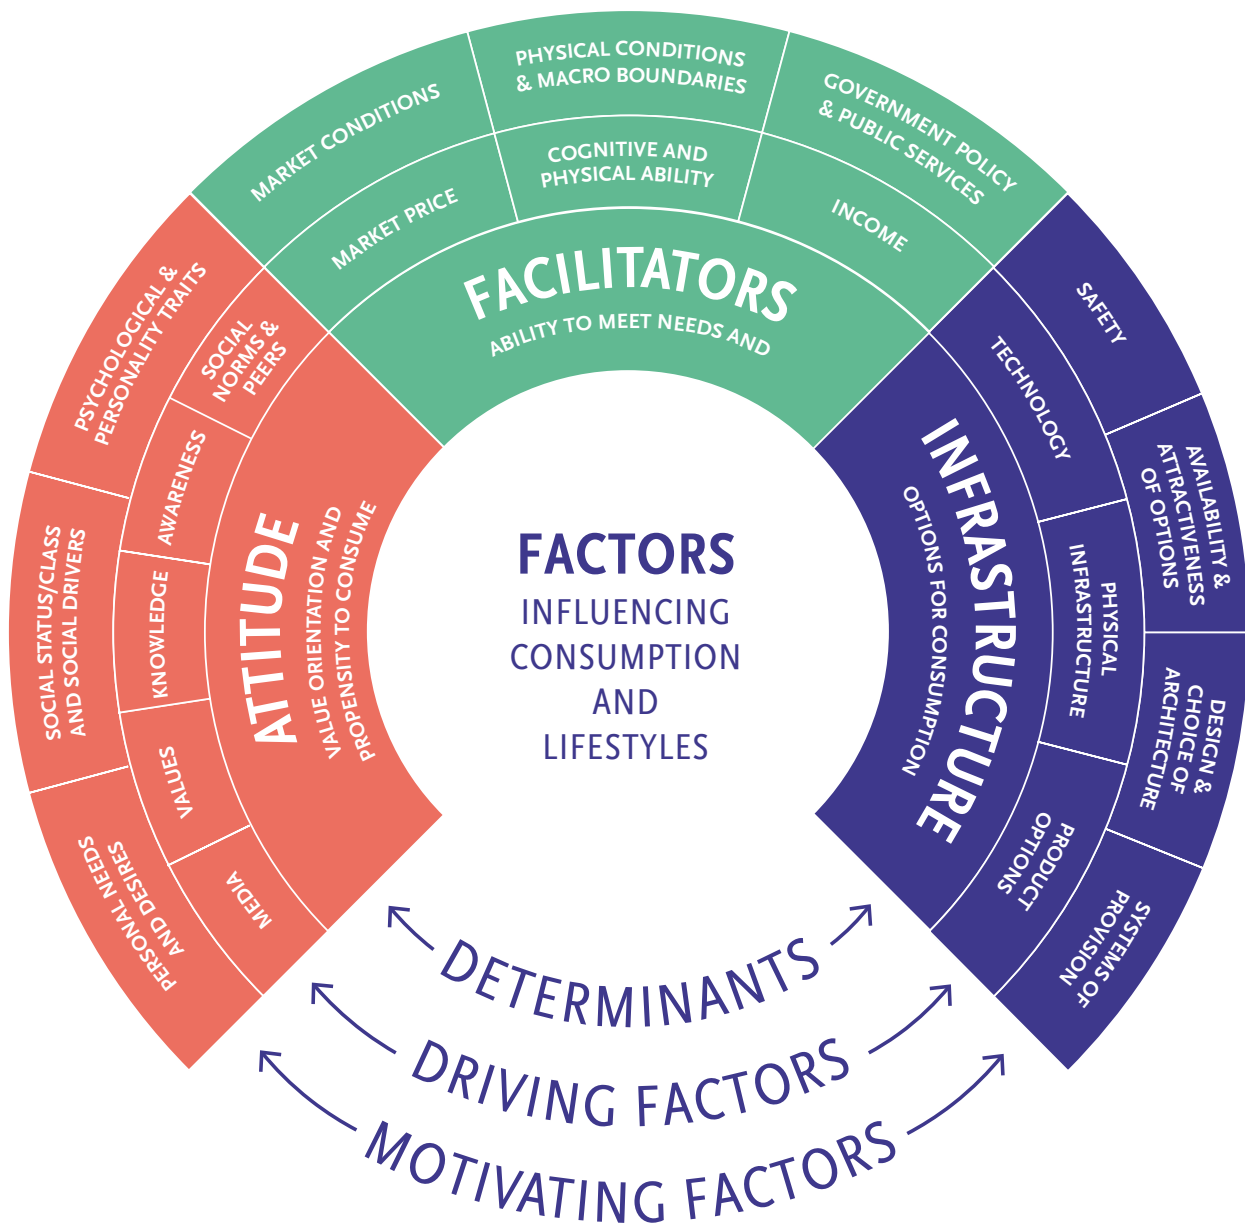 FACTORS
INFLUENCING
CONSUMPTION
AND
LIFESTYLES
ATTITUDE
VALUE ORIENTATION AND
PROPENSITY TO CONSUME
SOCIAL
NORMS &
PEERS
AWARENESS
KNOWLEDGE
VALUES
MEDIA
PSYCHOLOGICAL &
PERSONALITY TRAITS
SOCIAL STATUS/CLASS
AND SOCIAL DRIVERS
PERSONAL NEEDS
AND DESIRES
FACILITATORS
ABILITY TO MEET NEEDS AND
MARKET PRICE
COGNITIVE AND
PHYSICAL ABILITY
INCOME
MARKET CONDITIONS
PHYSICAL CONDITIONS
& MACRO BOUNDARIES
GOVERNMENT POLICY
& PUBLIC SERVICES
INFRASTRUCTURE
OPTIONS FOR CONSUMPTION
TECHNOLOGY
PHYSICAL
INFRASTRUCTURE
PRODUCT
OPTIONS
SAFETY
AVAILABILITY &
ATTRACTIVENESS
OF OPTIONS
DESIGN &
CHOICE OF
ARCHITECTURE
SYSTEMS OF
PROVISION
DETERMINANTS
DRIVING FACTORS
MOTIVATING FACTORS